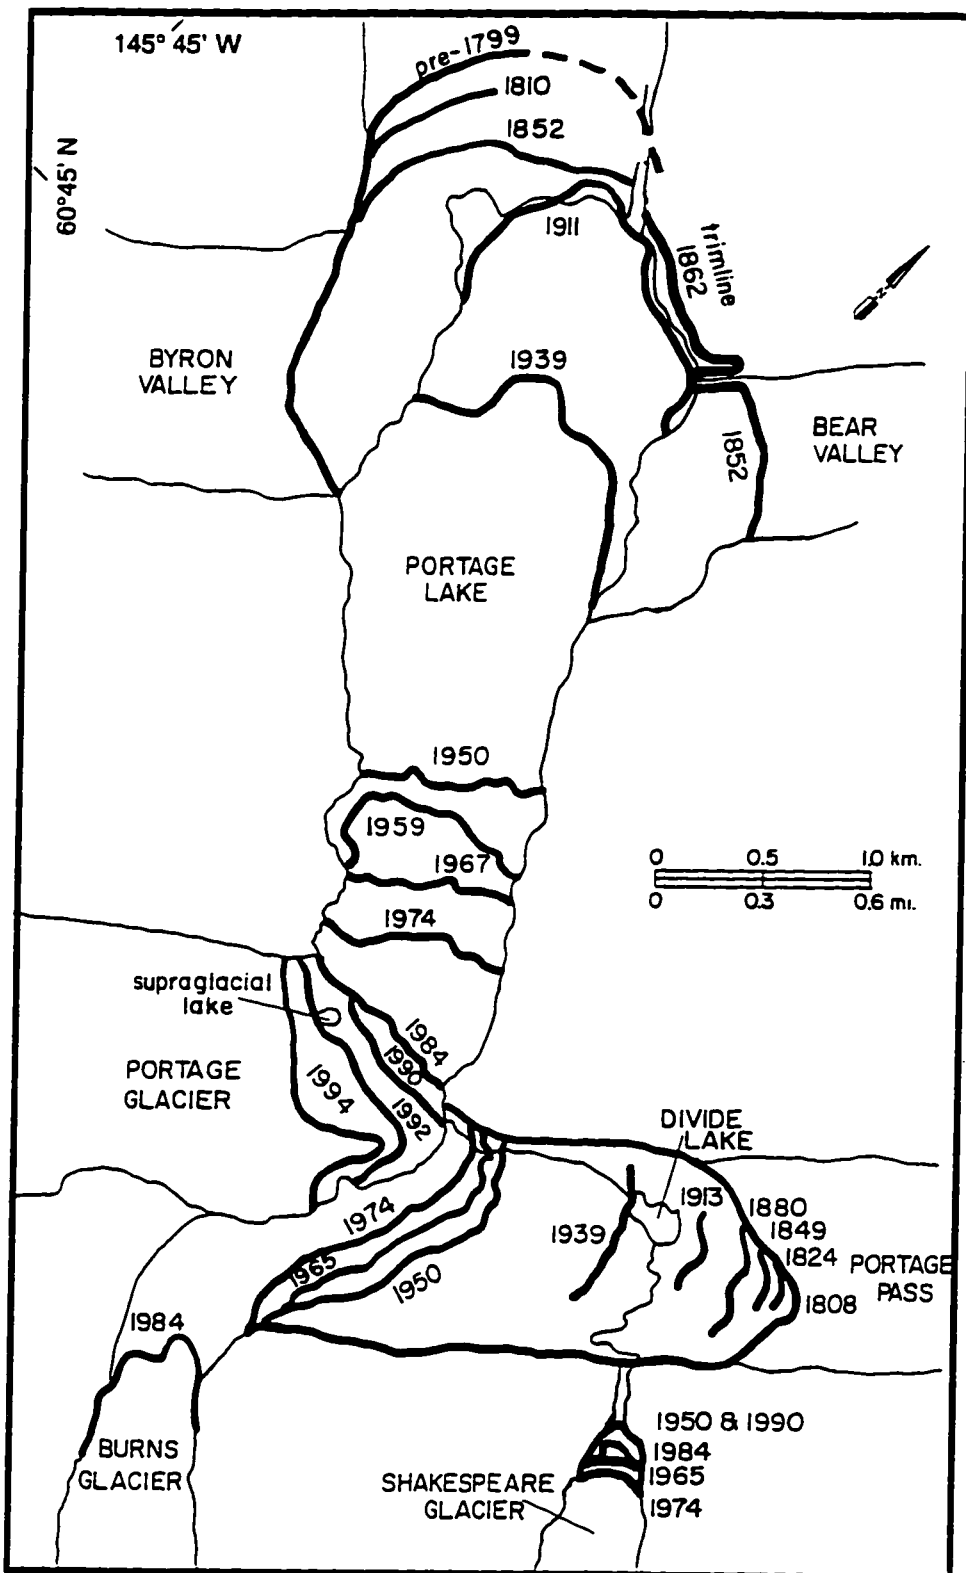 145° 45' W
pre-1799
1810
1852
60°45' N
1911
trimline
1862
N
BYRON
VALLEY
1939
BEAR
VALLEY
1852
PORTAGE
LAKE
1950
1959
1967
0 0.5 1.0 km.
0 0.3 0.6 mi.
1974
supraglacial
lake
1984
1990
PORTAGE
GLACIER
1994
1992
DIVIDE
LAKE
1974
1913
1880
1939
1849
1824
PORTAGE
PASS
1965
1950
1808
1984
1950 & 1990
BURNS
GLACIER
1984
1965
SHAKESPEARE
GLACIER
1974